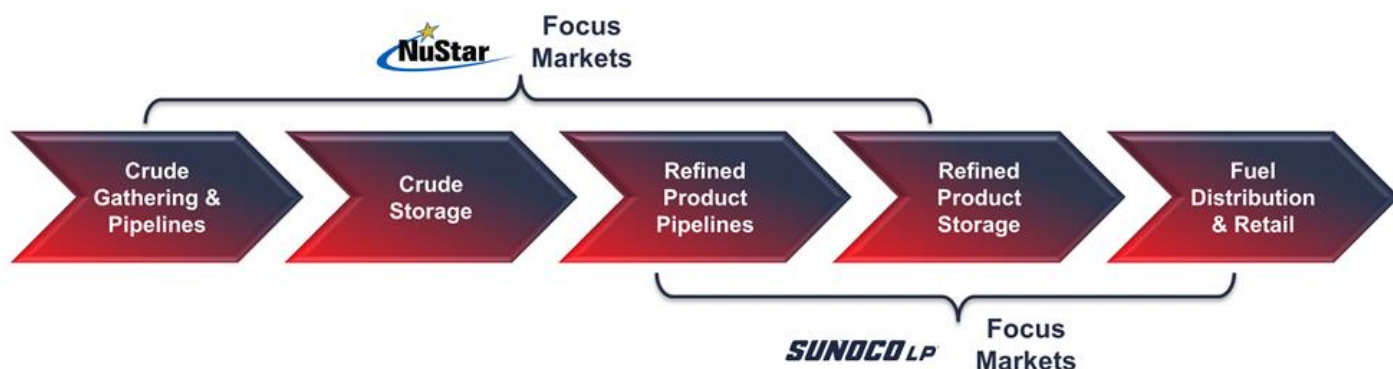 NuStar
Focus
Markets
Crude
Gathering &
Pipelines
Crude
Storage
Refined
Product
Pipelines
Refined
Product
Storage
Fuel
Distribution
& Retail
SUNOCO LP
Focus
Markets